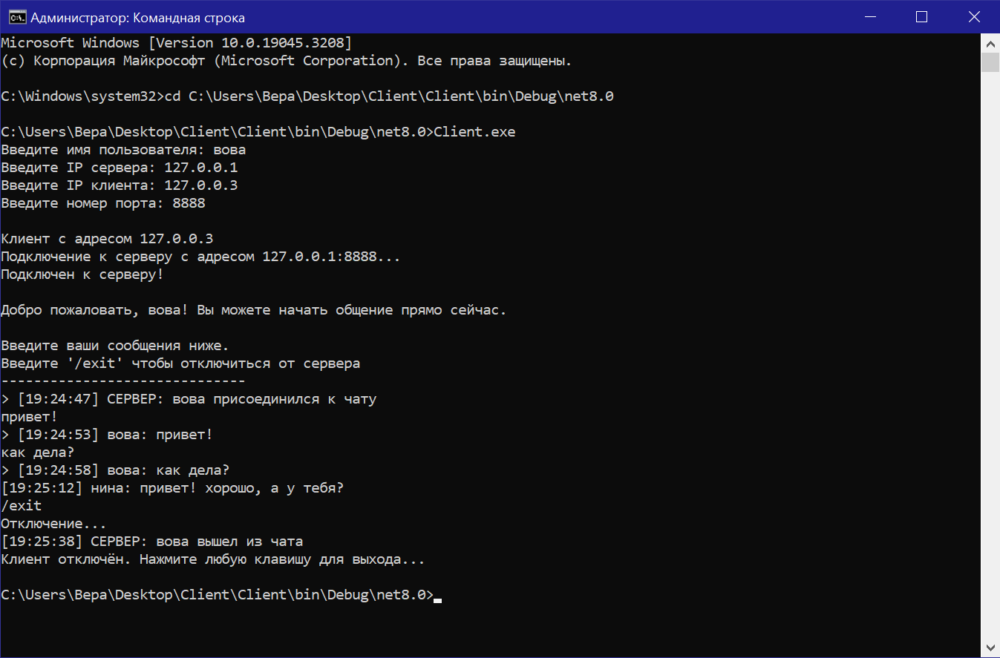 Администратор: Командная строка
Microsoft Windows [Version 10.0.19045.3208]
(c) Корпорация Майкрософт (Microsoft Corporation). Все права защищены.
C:\Windows\system32>cd C:\Users\Вера\Desktop\Client\Client\bin\Debug\net8.0
C:\Users\Вера\Desktop\Client\Client\bin\Debug\net8.0>Client.exe
Введите имя пользователя: вова
Введите IP сервера: 127.0.0.1
Введите IP клиента: 127.0.0.3
Введите номер порта: 8888
Клиент с адресом 127.0.0.3
Подключение к серверу с адресом 127.0.0.1:8888...
Подключен к серверу!
Добро пожаловать, вова! Вы можете начать общение прямо сейчас.
Введите ваши сообщения ниже.
Введите '/exit' чтобы отключиться от сервера
------------------------------
> [19:24:47] СЕРВЕР: вова присоединился к чату
привет!
> [19:24:53] вова: привет!
как дела?
> [19:24:58] вова: как дела?
[19:25:12] нина: привет! хорошо, а у тебя?
/exit
Отключение...
[19:25:38] СЕРВЕР: вова вышел из чата
Клиент отключён. Нажмите любую клавишу для выхода...
C:\Users\Вера\Desktop\Client\Client\bin\Debug\net8.0>